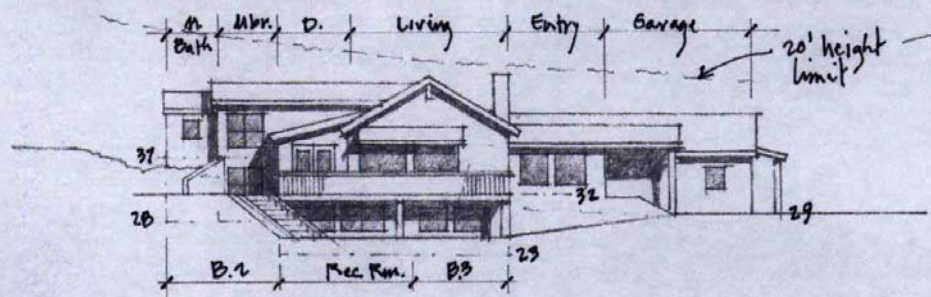 M. Bath
Mbr.
D.
Living
Entry
Garage
20' height
limit
37
32
28
29
23
B.2
Rec Rm.
B.3